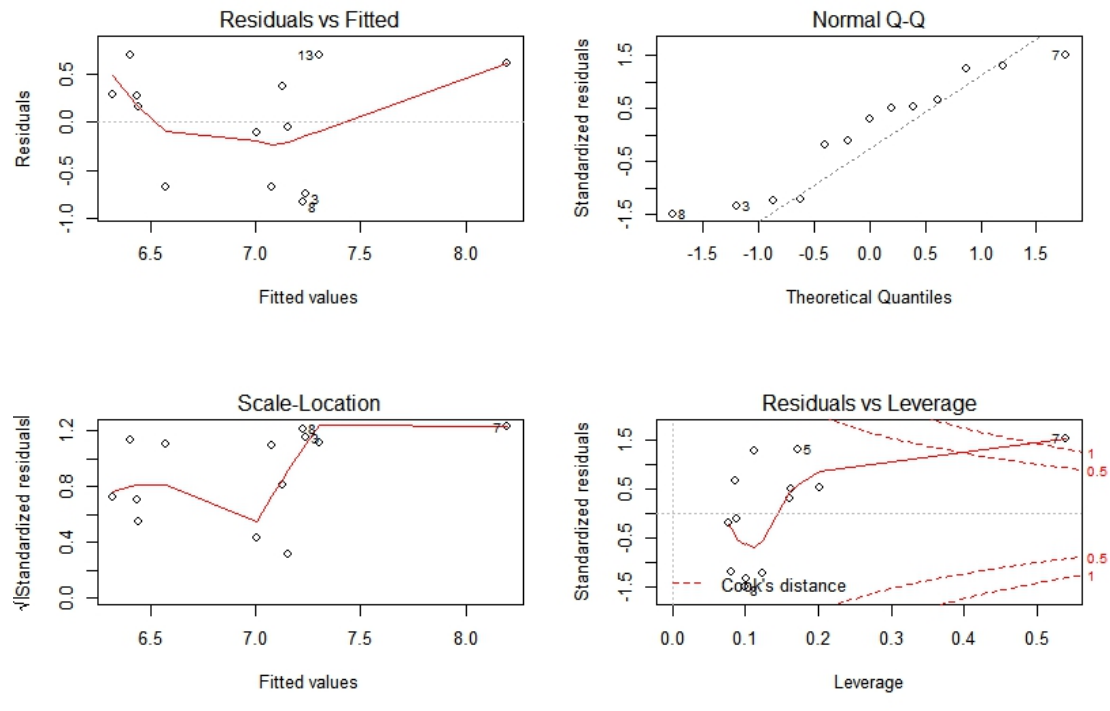 Residuals vs Fitted
Residuals
-1.0 -0.5 0.0 0.5
13
3
8
6.5 7.0 7.5 8.0
Fitted values
Normal Q-Q
Standardized residuals
-1.5 -0.5 0.5 1.5
7
3
8
-1.5 -1.0 -0.5 0.0 0.5 1.0 1.5
Theoretical Quantiles
Scale-Location
√|Standardized residuals|
0.0 0.4 0.8 1.2
8
3
7
6.5 7.0 7.5 8.0
Fitted values
Residuals vs Leverage
Standardized residuals
-1.5 -0.5 0.5 1.5
7
5
1
0.5
0.5
1
Cook's distance
8
0.0 0.1 0.2 0.3 0.4 0.5
Leverage